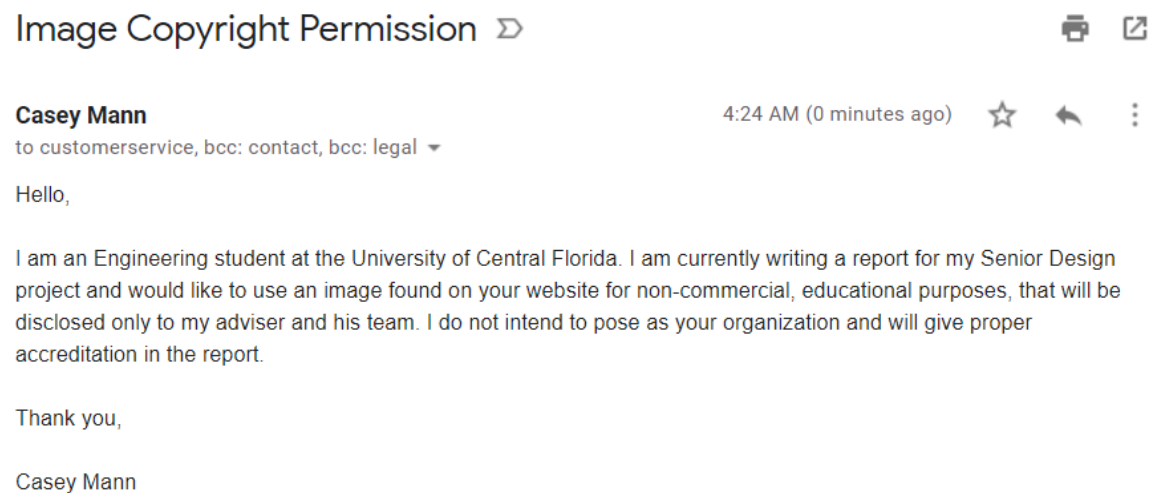 Image Copyright Permission
Casey Mann
4:24 AM (0 minutes ago)
to customerservice, bcc: contact, bcc: legal
Hello,
I am an Engineering student at the University of Central Florida. I am currently writing a report for my Senior Design
project and would like to use an image found on your website for non-commercial, educational purposes, that will be
disclosed only to my adviser and his team. I do not intend to pose as your organization and will give proper
accreditation in the report.
Thank you,
Casey Mann